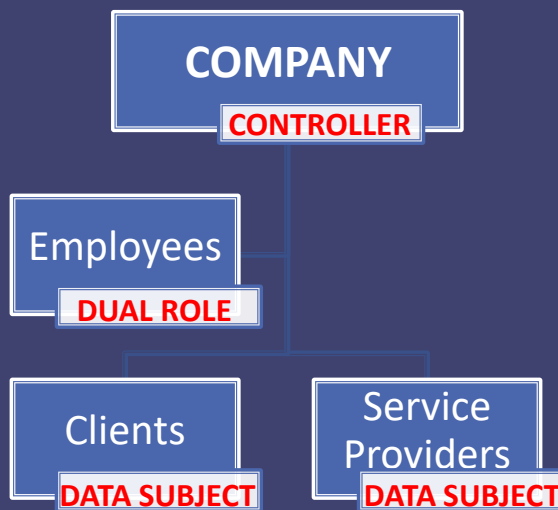 COMPANY
CONTROLLER
Employees
DUAL ROLE
Clients
DATA SUBJECT
Service
Providers
DATA SUBJECT